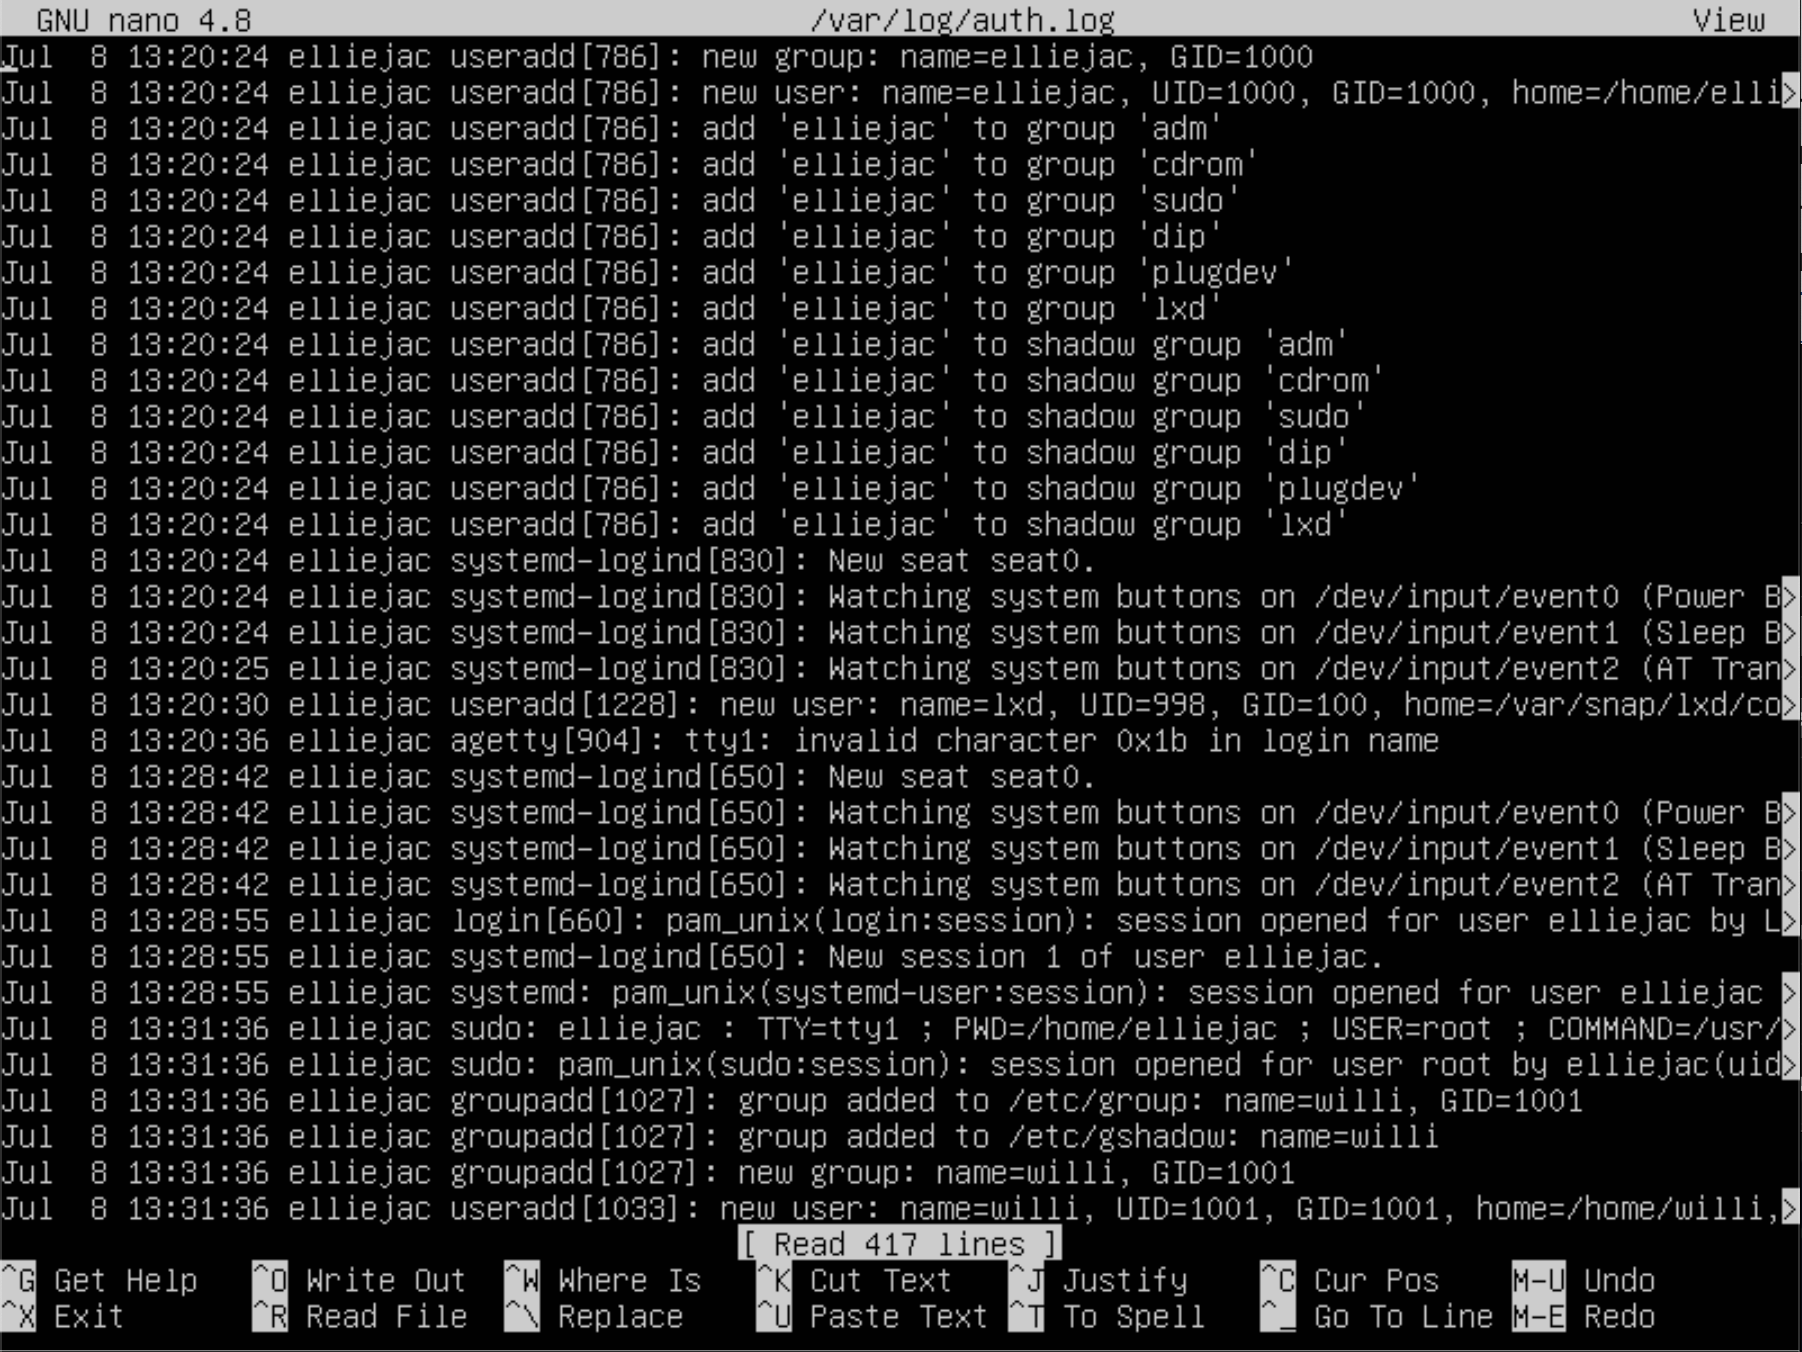 GNU nano 4.8 /var/log/auth.log View
Jul  8 13:20:24 elliejac useradd[786]: new group: name=elliejac, GID=1000
Jul  8 13:20:24 elliejac useradd[786]: new user: name=elliejac, UID=1000, GID=1000, home=/home/elli>
Jul  8 13:20:24 elliejac useradd[786]: add 'elliejac' to group 'adm'
Jul  8 13:20:24 elliejac useradd[786]: add 'elliejac' to group 'cdrom'
Jul  8 13:20:24 elliejac useradd[786]: add 'elliejac' to group 'sudo'
Jul  8 13:20:24 elliejac useradd[786]: add 'elliejac' to group 'dip'
Jul  8 13:20:24 elliejac useradd[786]: add 'elliejac' to group 'plugdev'
Jul  8 13:20:24 elliejac useradd[786]: add 'elliejac' to group 'lxd'
Jul  8 13:20:24 elliejac useradd[786]: add 'elliejac' to shadow group 'adm'
Jul  8 13:20:24 elliejac useradd[786]: add 'elliejac' to shadow group 'cdrom'
Jul  8 13:20:24 elliejac useradd[786]: add 'elliejac' to shadow group 'sudo'
Jul  8 13:20:24 elliejac useradd[786]: add 'elliejac' to shadow group 'dip'
Jul  8 13:20:24 elliejac useradd[786]: add 'elliejac' to shadow group 'plugdev'
Jul  8 13:20:24 elliejac useradd[786]: add 'elliejac' to shadow group 'lxd'
Jul  8 13:20:24 elliejac systemd-logind[830]: New seat seat0.
Jul  8 13:20:24 elliejac systemd-logind[830]: Watching system buttons on /dev/input/event0 (Power B>
Jul  8 13:20:24 elliejac systemd-logind[830]: Watching system buttons on /dev/input/event1 (Sleep B>
Jul  8 13:20:25 elliejac systemd-logind[830]: Watching system buttons on /dev/input/event2 (AT Tran>
Jul  8 13:20:30 elliejac useradd[1228]: new user: name=lxd, UID=998, GID=100, home=/var/snap/lxd/co>
Jul  8 13:20:36 elliejac agetty[904]: tty1: invalid character 0x1b in login name
Jul  8 13:28:42 elliejac systemd-logind[650]: New seat seat0.
Jul  8 13:28:42 elliejac systemd-logind[650]: Watching system buttons on /dev/input/event0 (Power B>
Jul  8 13:28:42 elliejac systemd-logind[650]: Watching system buttons on /dev/input/event1 (Sleep B>
Jul  8 13:28:42 elliejac systemd-logind[650]: Watching system buttons on /dev/input/event2 (AT Tran>
Jul  8 13:28:55 elliejac login[660]: pam_unix(login:session): session opened for user elliejac by L>
Jul  8 13:28:55 elliejac systemd-logind[650]: New session 1 of user elliejac.
Jul  8 13:28:55 elliejac systemd: pam_unix(systemd-user:session): session opened for user elliejac >
Jul  8 13:31:36 elliejac sudo: elliejac : TTY=tty1 ; PWD=/home/elliejac ; USER=root ; COMMAND=/usr/>
Jul  8 13:31:36 elliejac sudo: pam_unix(sudo:session): session opened for user root by elliejac(uid>
Jul  8 13:31:36 elliejac groupadd[1027]: group added to /etc/group: name=willi, GID=1001
Jul  8 13:31:36 elliejac groupadd[1027]: group added to /etc/gshadow: name=willi
Jul  8 13:31:36 elliejac groupadd[1027]: new group: name=willi, GID=1001
Jul  8 13:31:36 elliejac useradd[1033]: new user: name=willi, UID=1001, GID=1001, home=/home/willi,>
[ Read 417 lines ]
^G Get Help ^O Write Out ^W Where Is ^K Cut Text ^J Justify ^C Cur Pos M-U Undo
^X Exit ^R Read File ^\ Replace ^U Paste Text ^T To Spell ^_ Go To Line M-E Redo